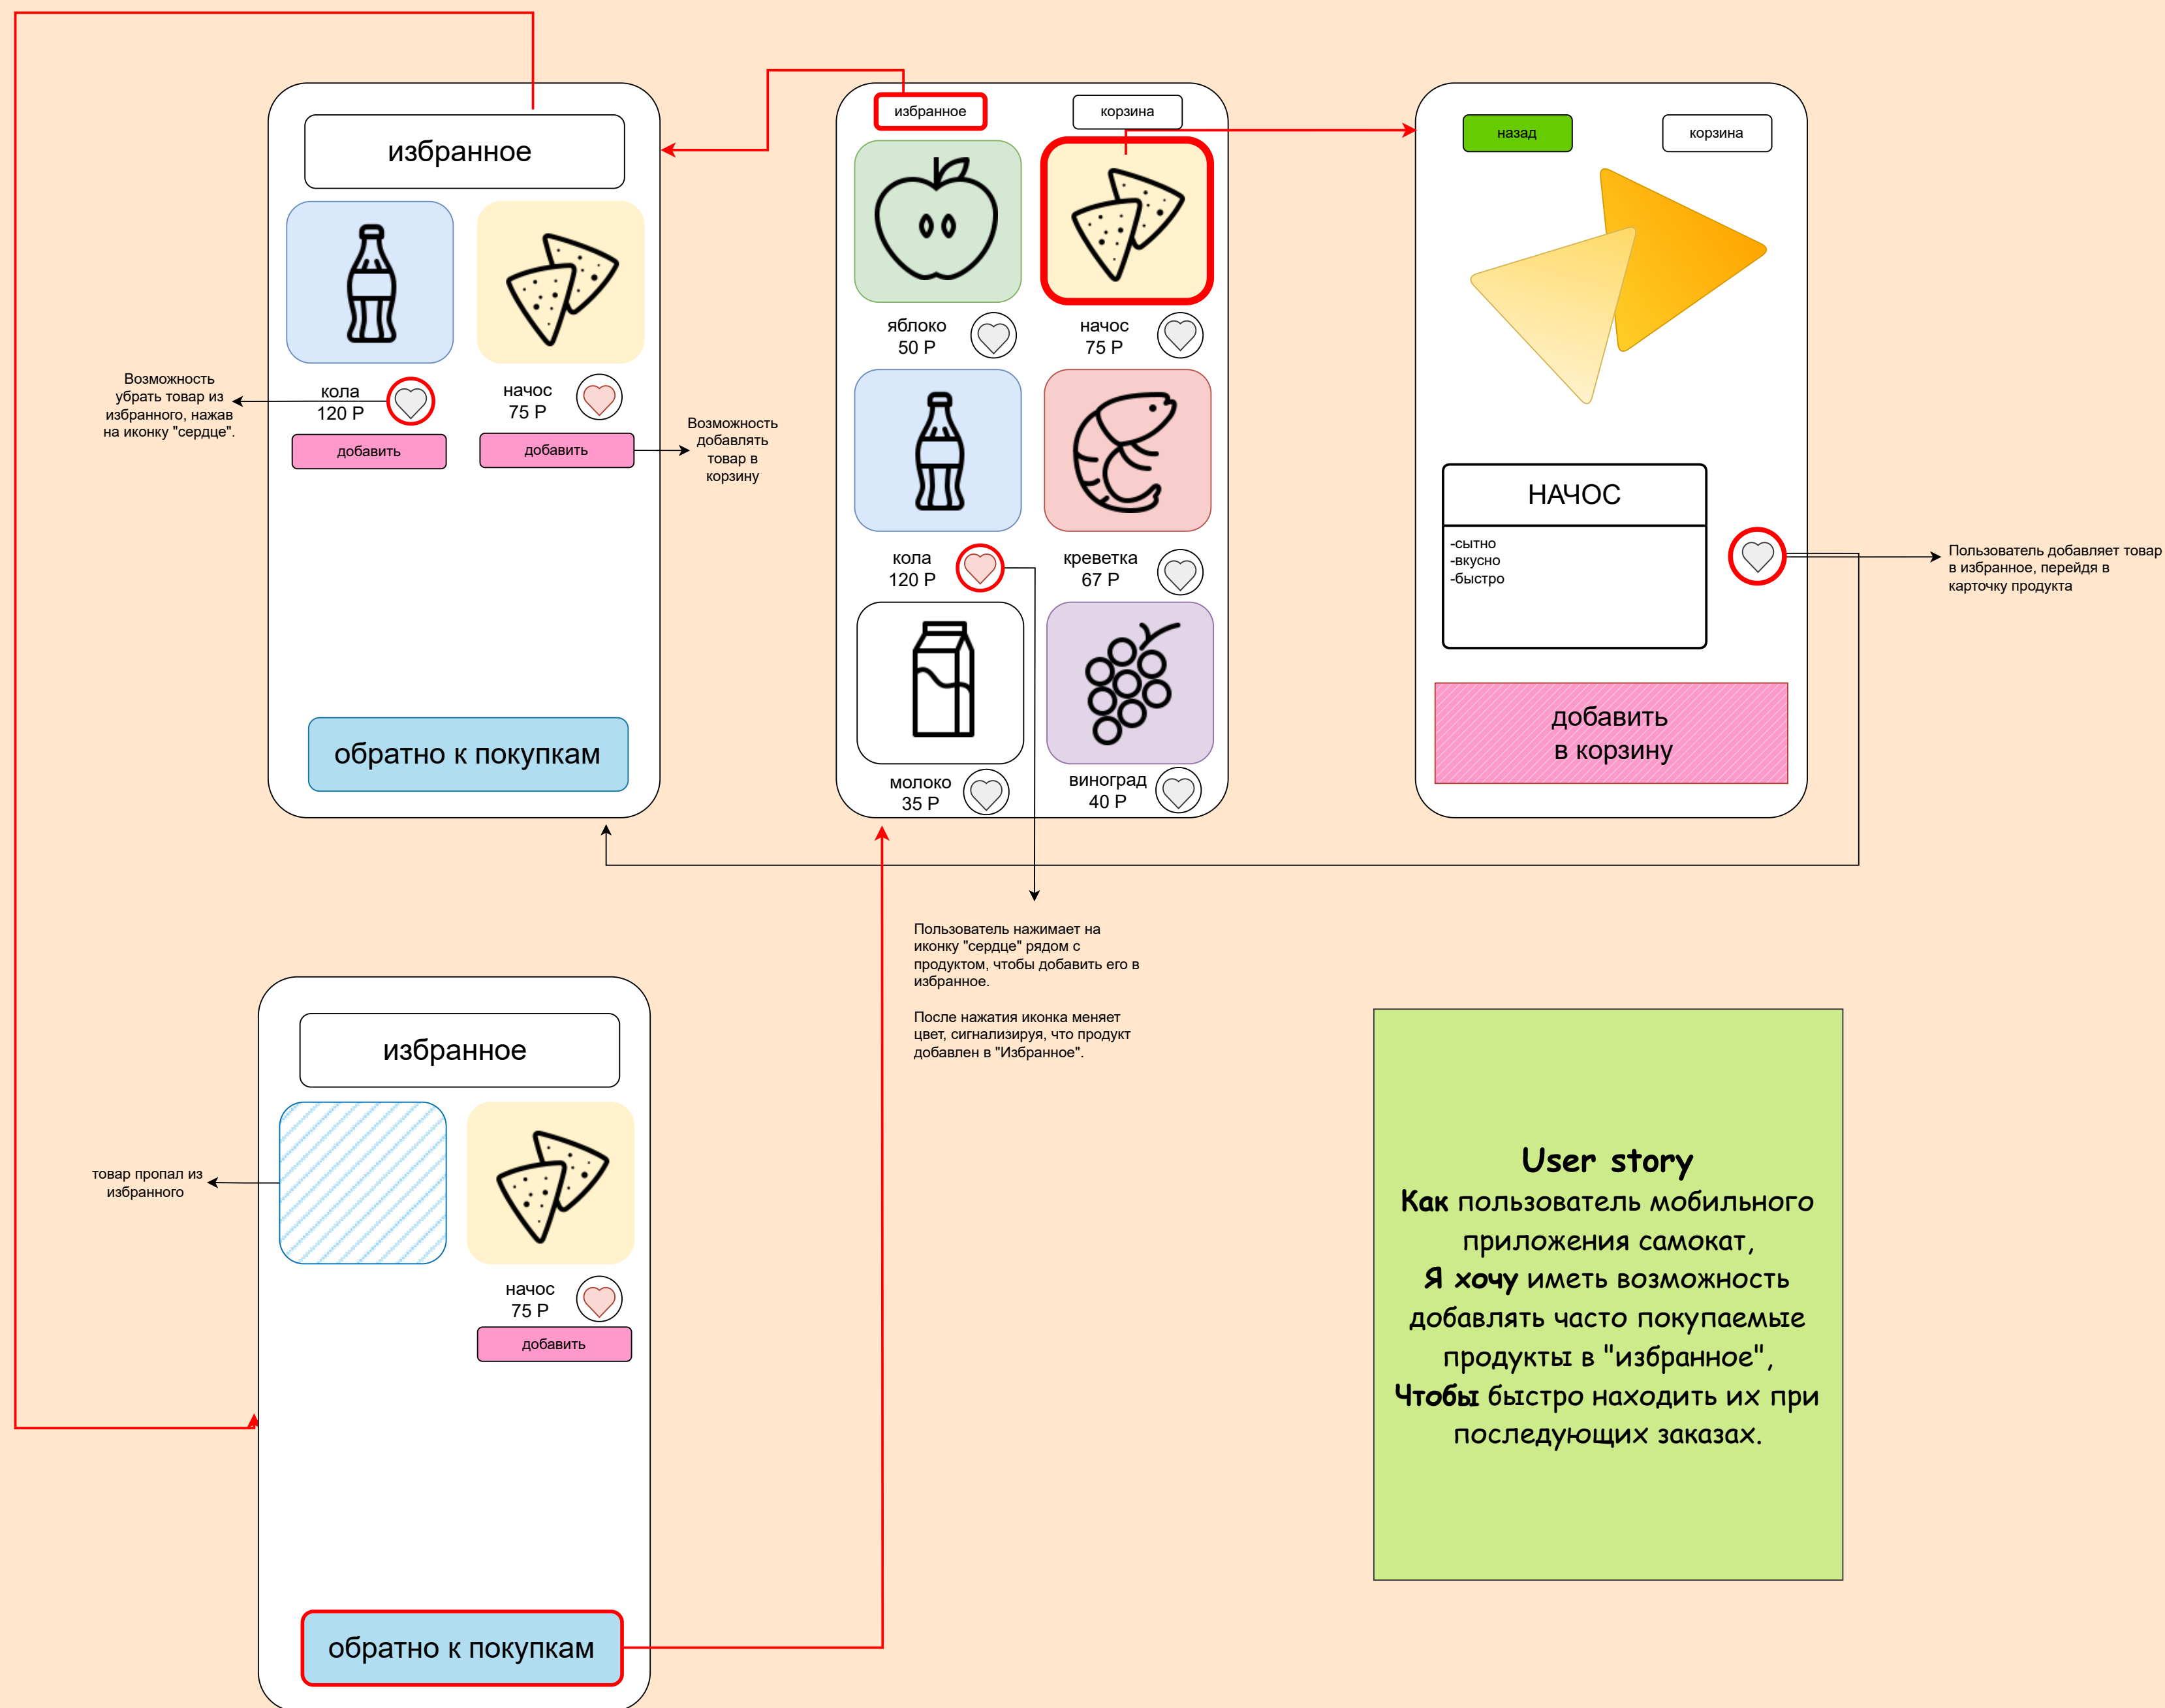 избранное
кола
120 Р
начос
75 Р
добавить
добавить
обратно к покупкам
Возможность
убрать товар из
избранного, нажав
на иконку "сердце".
Возможность
добавлять
товар в
корзину
избранное
корзина
яблоко
50 Р
начос
75 Р
кола
120 Р
креветка
67 Р
молоко
35 Р
виноград
40 Р
назад
корзина
НАЧОС
-сытно
-вкусно
-быстро
добавить
в корзину
Пользователь добавляет товар
в избранное, перейдя в
карточку продукта
Пользователь нажимает на
иконку "сердце" рядом с
продуктом, чтобы добавить его в
избранное.
После нажатия иконка меняет
цвет, сигнализируя, что продукт
добавлен в "Избранное".
избранное
товар пропал из
избранного
начос
75 Р
добавить
обратно к покупкам
User story
Как пользователь мобильного
приложения самокат,
Я хочу иметь возможность
добавлять часто покупаемые
продукты в "избранное",
Чтобы быстро находить их при
последующих заказах.